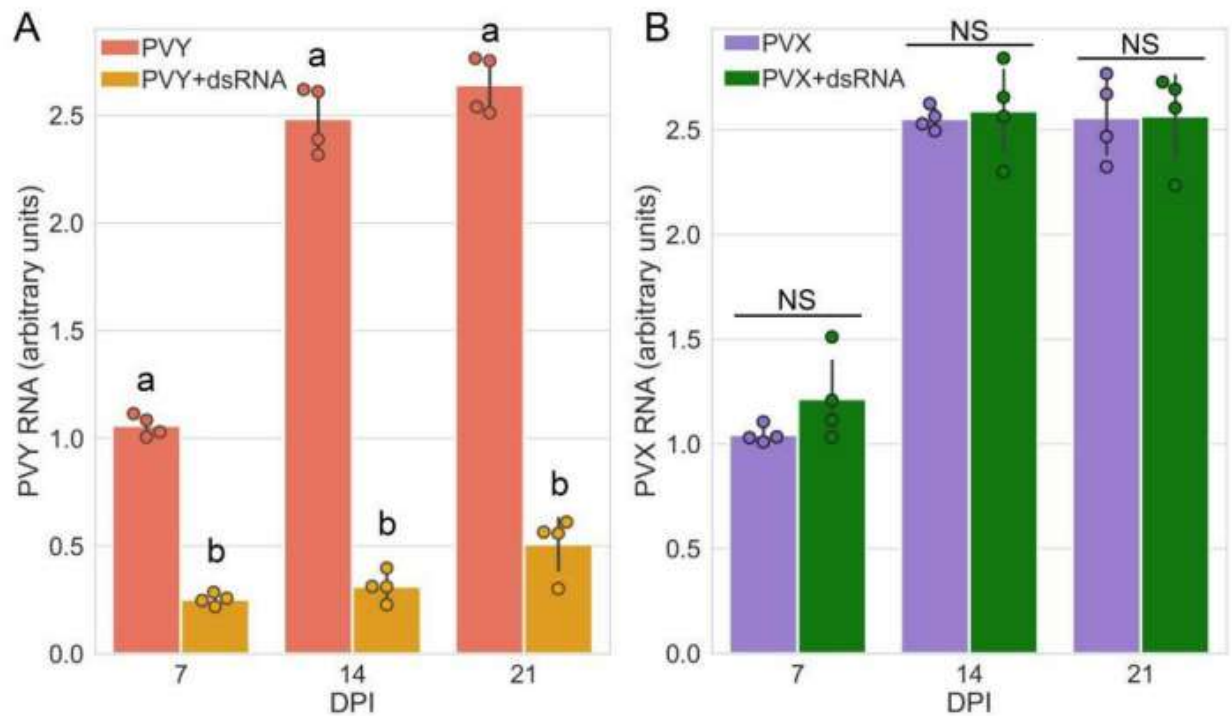 A
PVY
PVY+dsRNA
a
a
a
b
b
b
PVY RNA (arbitrary units)
2.5
2.0
1.5
1.0
0.5
0.0
7
14
21
DPI
B
PVX
PVX+dsRNA
NS
NS
NS
PVX RNA (arbitrary units)
2.5
2.0
1.5
1.0
0.5
0.0
7
14
21
DPI